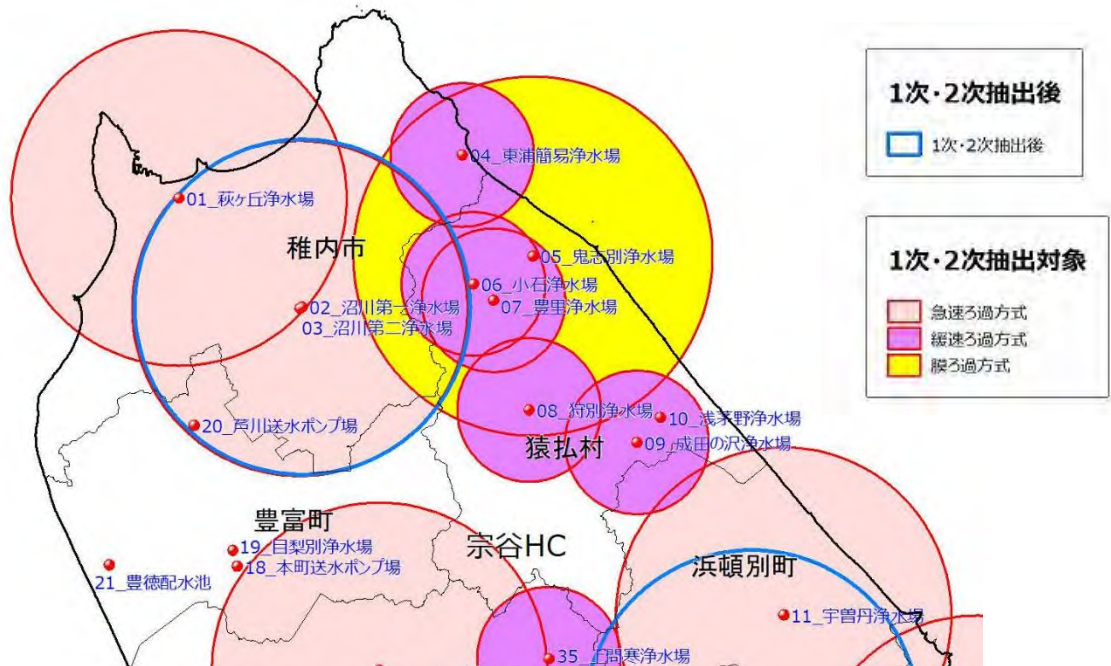 1次・2次抽出後
1次・2次抽出後
1次・2次抽出対象
急速ろ過方式
緩速ろ過方式
膜ろ過方式
04_東浦簡易浄水場
01_萩ヶ丘浄水場
稚内市
05_鬼志別浄水場
06_小石浄水場
07_豊里浄水場
02_沼川第一浄水場
03_沼川第二浄水場
08_狩別浄水場
10_浅茅野浄水場
20_芦川送水ポンプ場
猿払村
09_成田の沢浄水場
豊富町
宗谷HC
19_目梨別浄水場
18_本町送水ポンプ場
浜頓別町
21_豊徳配水池
11_宇曽丹浄水場
35_上問寒浄水場